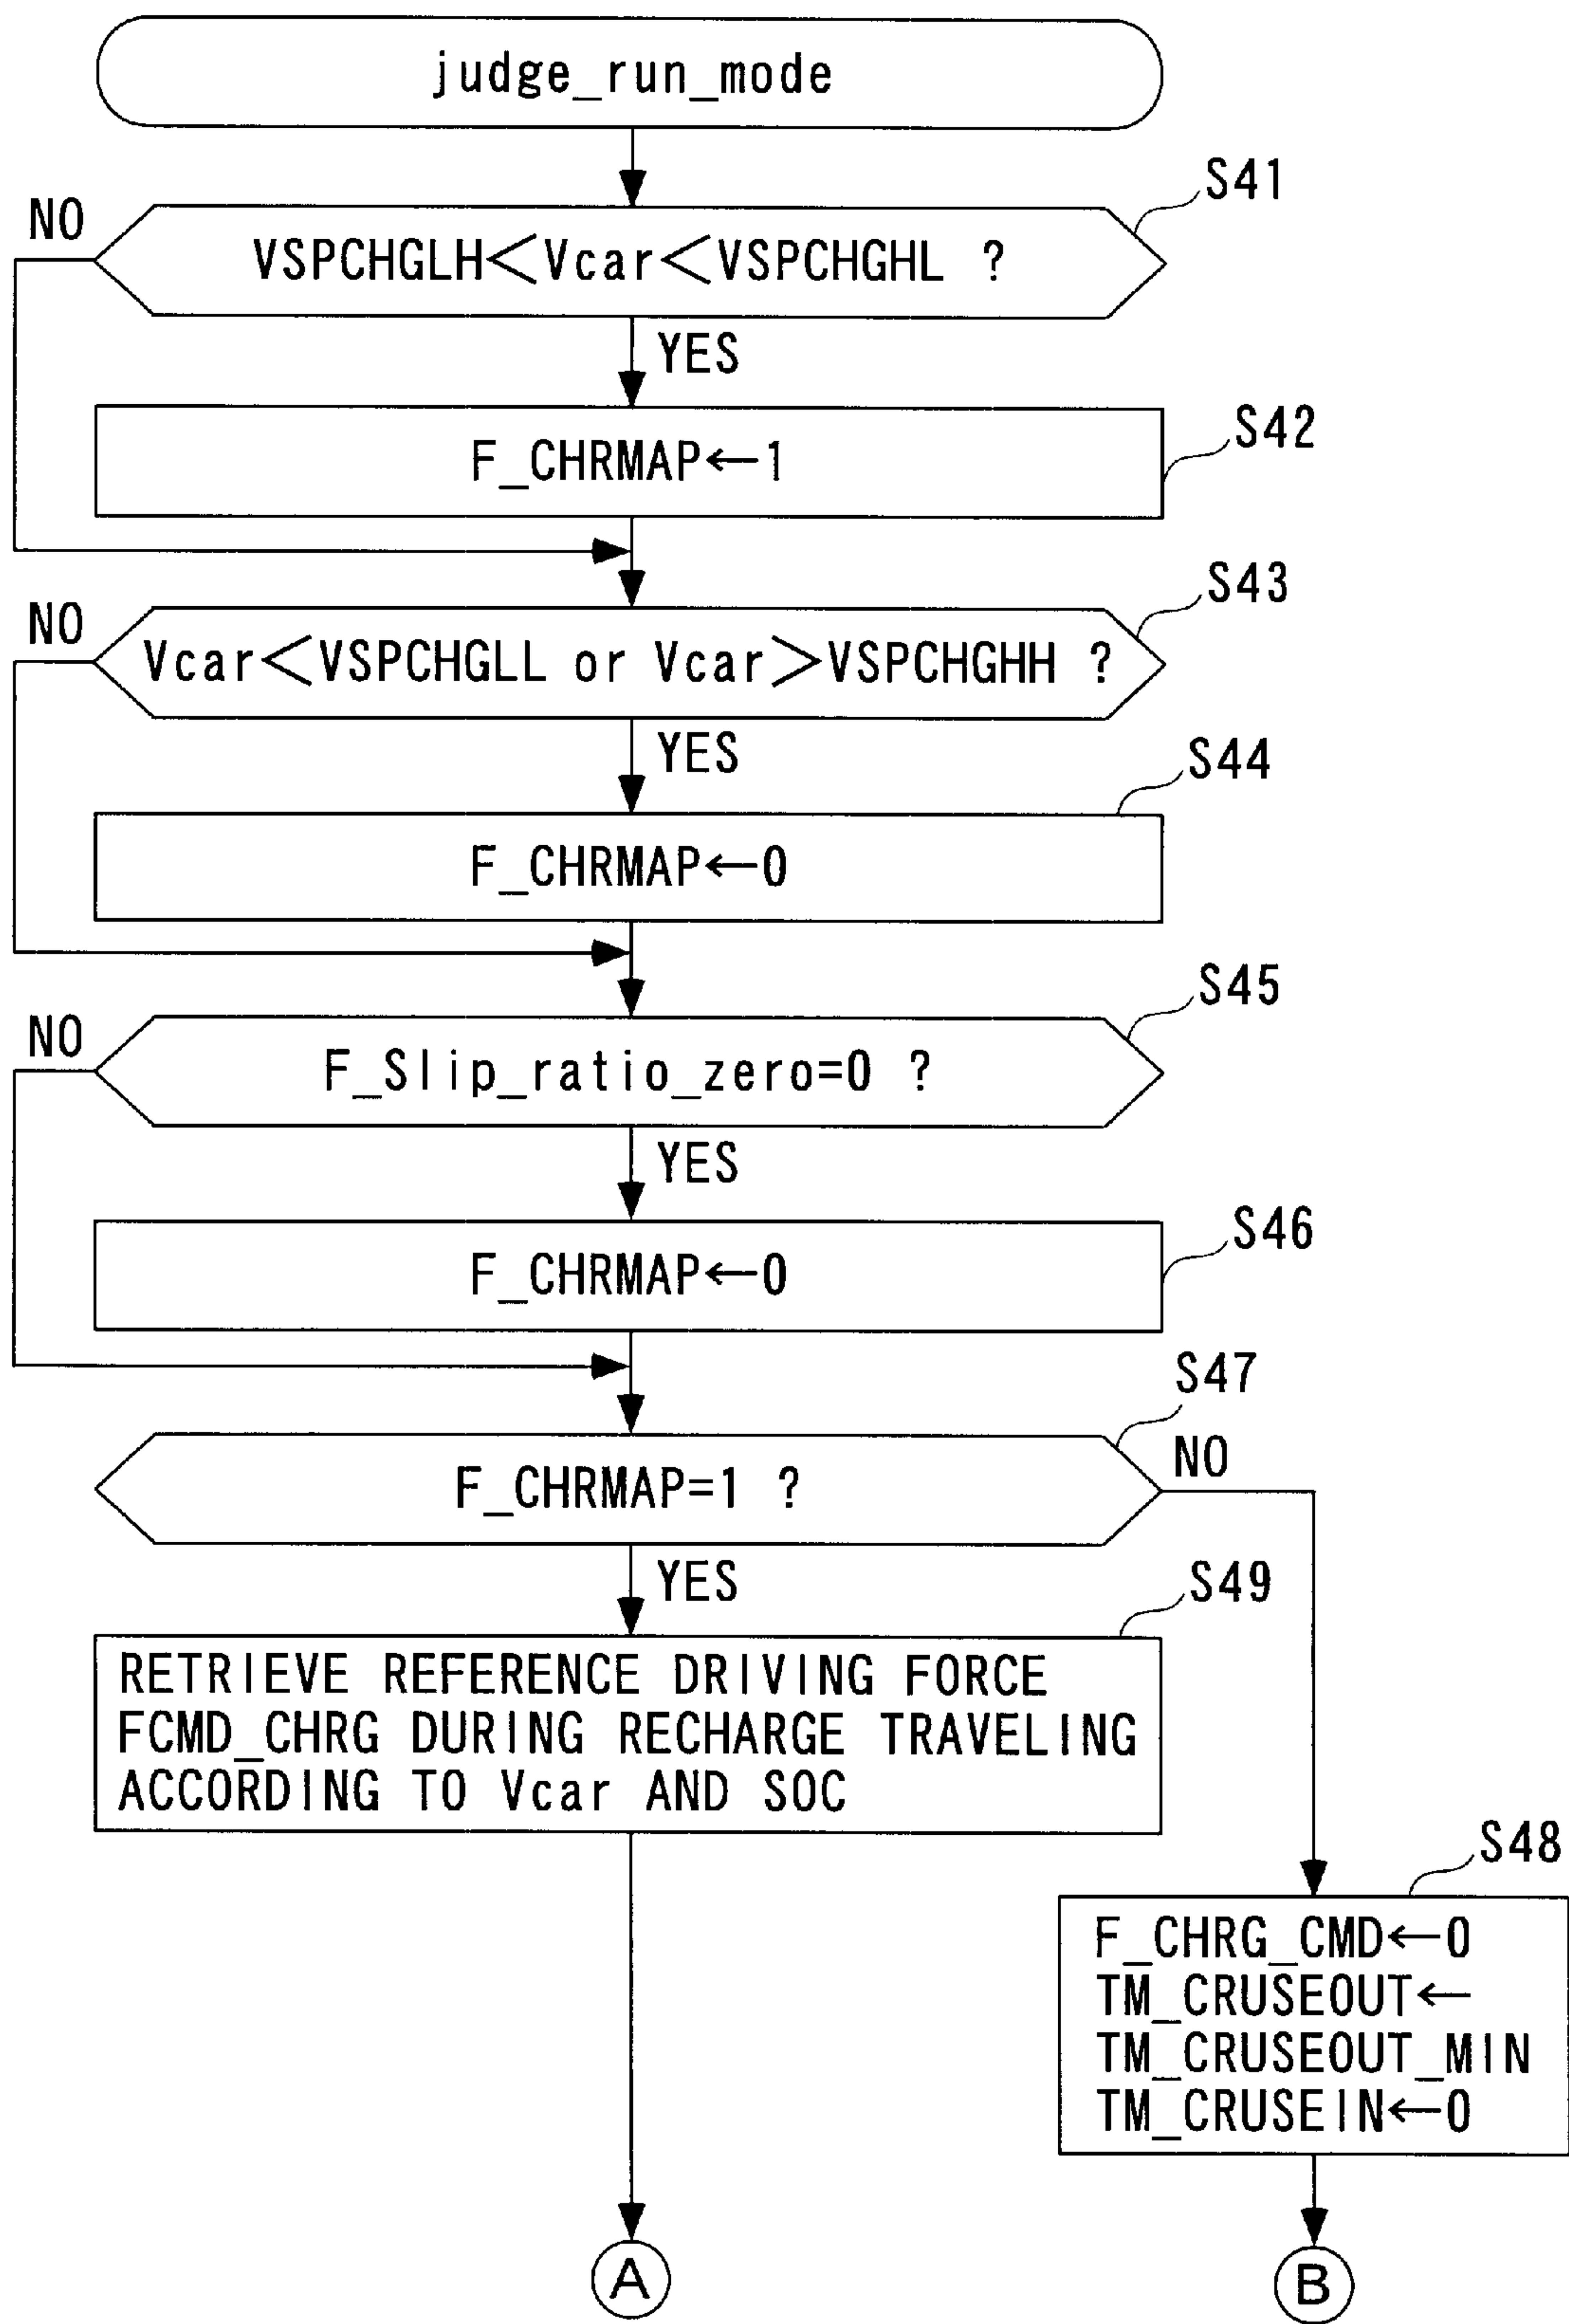 judge_run_mode
S41
NO
VSPCHGLH<Vcar<VSPCHGHL ?
YES
S42
F_CHRMAP←1
S43
NO
Vcar<VSPCHGLL or Vcar>VSPCHGHH ?
YES
S44
F_CHRMAP←0
S45
NO
F_Slip_ratio_zero=0 ?
YES
S46
F_CHRMAP←0
S47
NO
F_CHRMAP=1 ?
YES
S49
RETRIEVE REFERENCE DRIVING FORCE
FCMD_CHRG DURING RECHARGE TRAVELING
ACCORDING TO Vcar AND SOC
S48
F_CHRG_CMD←0
TM_CRUSEOUT←
TM_CRUSEOUT_MIN
TM_CRUSEIN←0
A
B